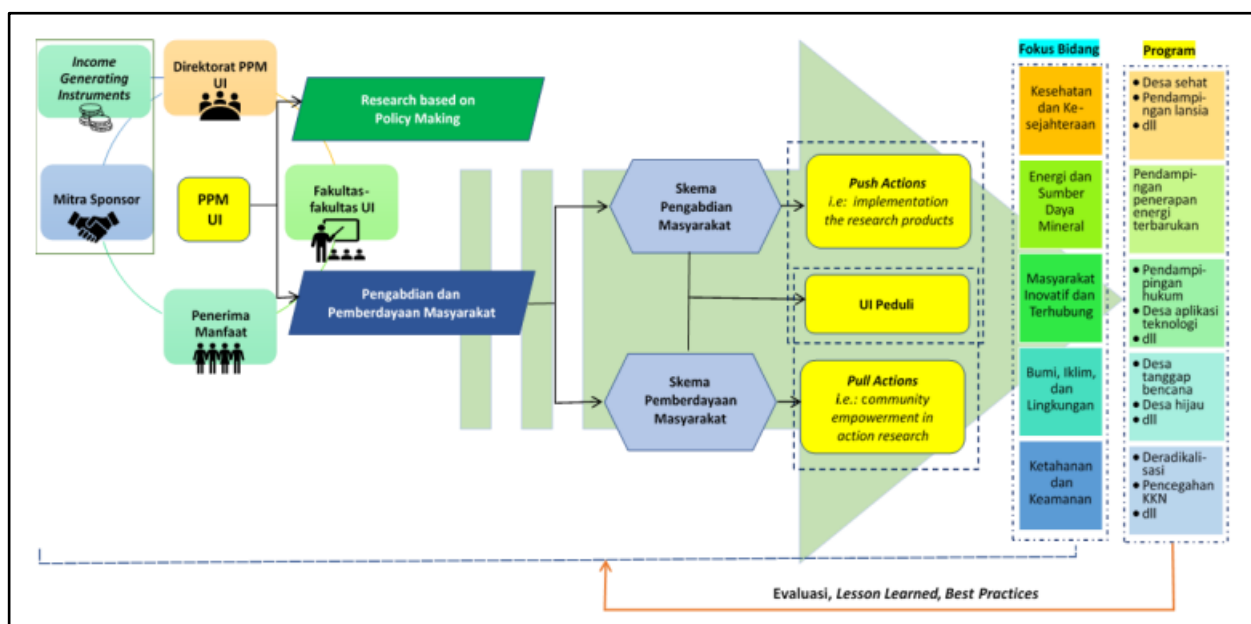 Income
Generating
Instruments
Direktorat PPM
UI
Mitra Sponsor
PPM
UI
Fakultas-
fakultas UI
Penerima
Manfaat
Research based on
Policy Making
Pengabdian dan
Pemberdayaan Masyarakat
Skema
Pengabdian
Masyarakat
Skema
Pemberdayaan
Masyarakat
Push Actions
i.e: implementation
the research products
UI Peduli
Pull Actions
i.e.: community
empowerment in
action research
Fokus Bidang
Kesehatan
dan Ke-
sejahteraan
Energi dan
Sumber
Daya
Mineral
Masyarakat
Inovatif dan
Terhubung
Bumi, Iklim,
dan
Lingkungan
Ketahanan
dan
Keamanan
Program
• Desa sehat
• Pendampi-
ngan lansia
• dll
Pendampi-
ngan
penerapan
energi
terbarukan
• Pendampi-
pingan
hukum
• Desa aplikasi
teknologi
• dll
• Desa
tanggap
bencana
• Desa hijau
• dll
• Deradikali-
sasi
• Pencegahan
KKN
• dll
Evaluasi, Lesson Learned, Best Practices